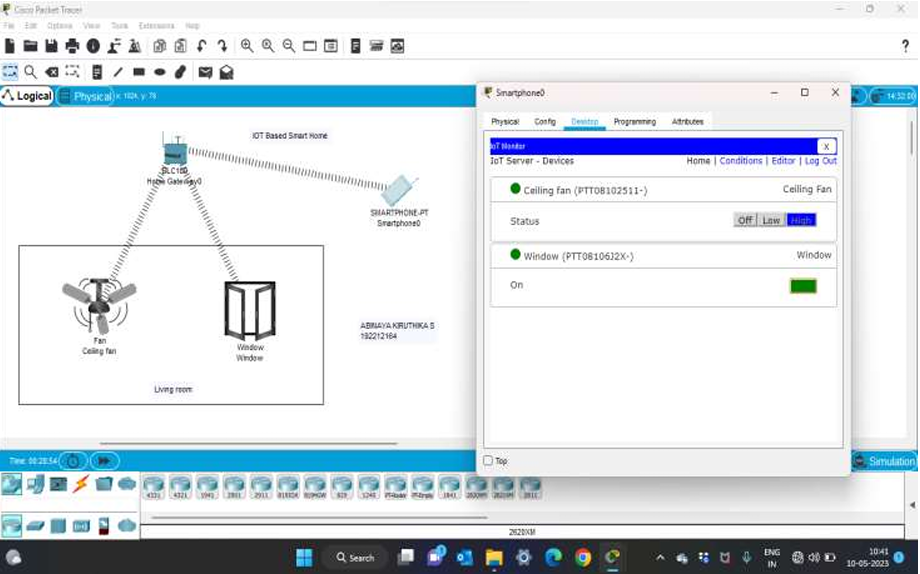 Cisco Packet Tracer
File Edit Options View Tools Extensions Help
?
Logical
Physical
x: 1024, y: 76
14:32:00
IOT Based Smart Home
Home Gateway0
SMARTPHONE-PT
Smartphone0
Fan
Ceiling fan
Window
Window
Living room
ABINAYA KIRUTHIKA S
192212164
Smartphone0
Physical Config Desktop Programming Attributes
IoT Monitor
X
IoT Server - Devices
Home | Conditions | Editor | Log Out
Ceiling fan (PTT08102511-)
Ceiling Fan
Status
Off Low High
Window (PTT08106J2X-)
Window
On
Top
Time: 00:28:54
Simulation
4331 4321 1941 2901 2911 819HGW 829 1240 PT-Router PT-Empty 1841 2620XM 2621XM 2811
2620XM
Search
ENG
IN
10:41
10-05-2023